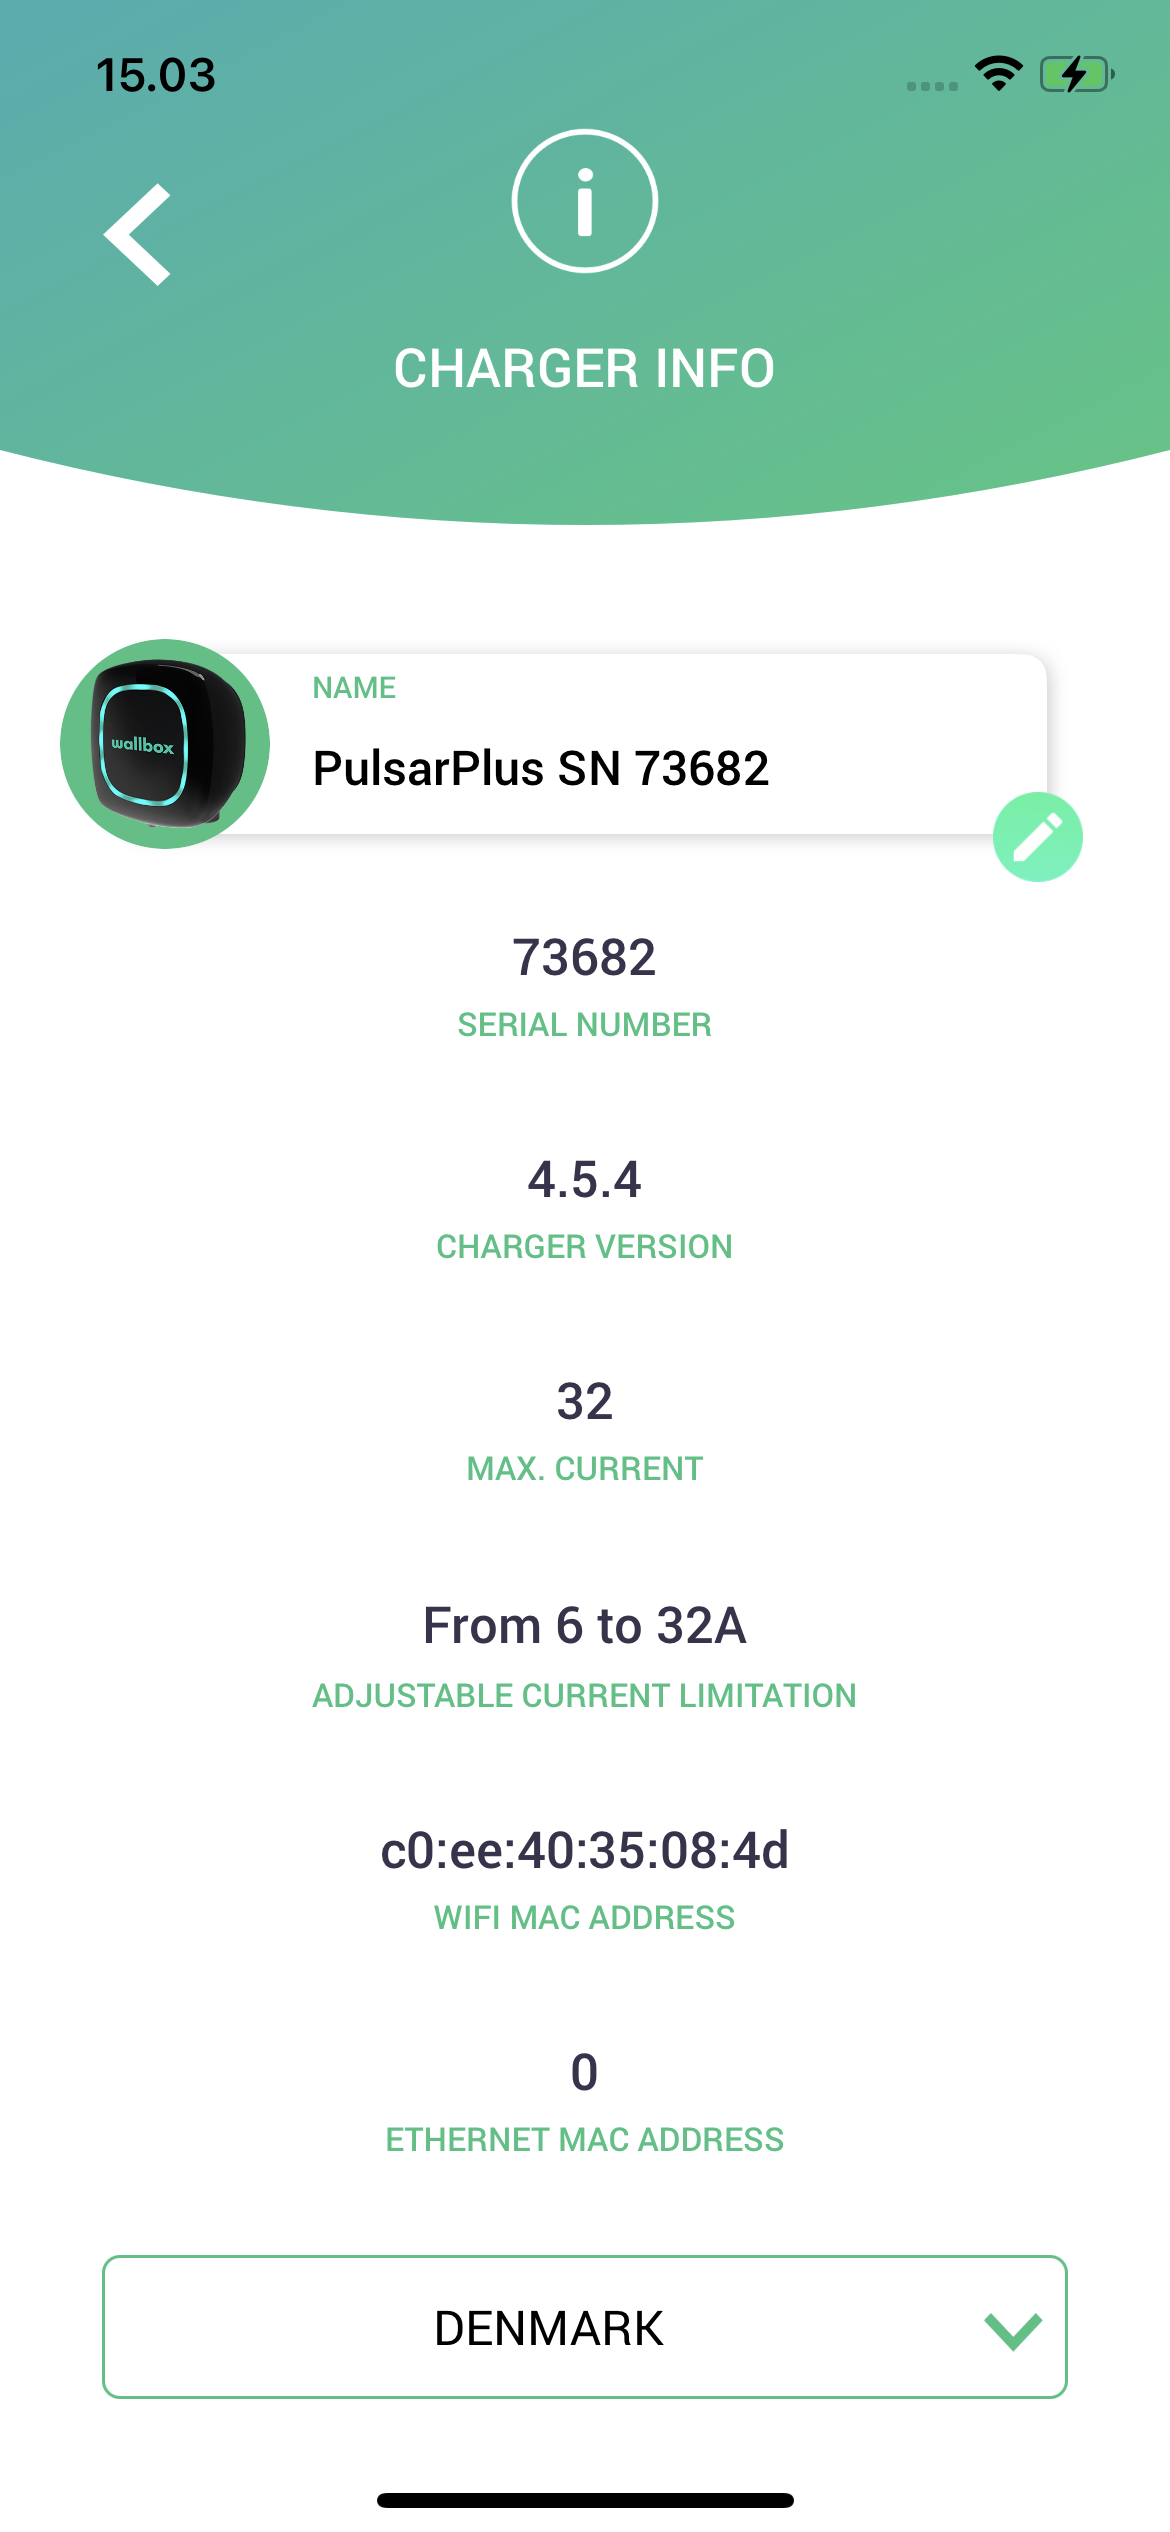 15.03
CHARGER INFO
NAME
wallbox
PulsarPlus SN 73682
73682
SERIAL NUMBER
4.5.4
CHARGER VERSION
32
MAX. CURRENT
From 6 to 32A
ADJUSTABLE CURRENT LIMITATION
c0:ee:40:35:08:4d
WIFI MAC ADDRESS
0
ETHERNET MAC ADDRESS
DENMARK